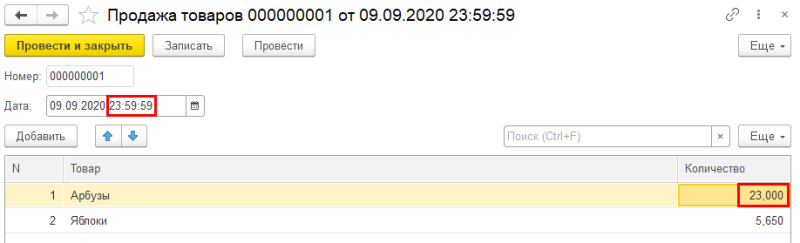 Продажа товаров 000000001 от 09.09.2020 23:59:59
Провести и закрыть Записать Провести Еще
Номер: 000000001
Дата: 09.09.2020 23:59:59
Добавить Поиск (Ctrl+F) × Еще
N Товар Количество
1 Арбузы 23,000
2 Яблоки 5,650